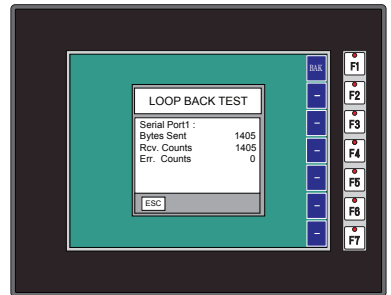 LOOP BACK TEST
Serial Port1 :
Bytes Sent 1405
Rcv. Counts 1405
Err. Counts 0
ESC
BAK
-
-
-
-
-
-
F1
F2
F3
F4
F5
F6
F7